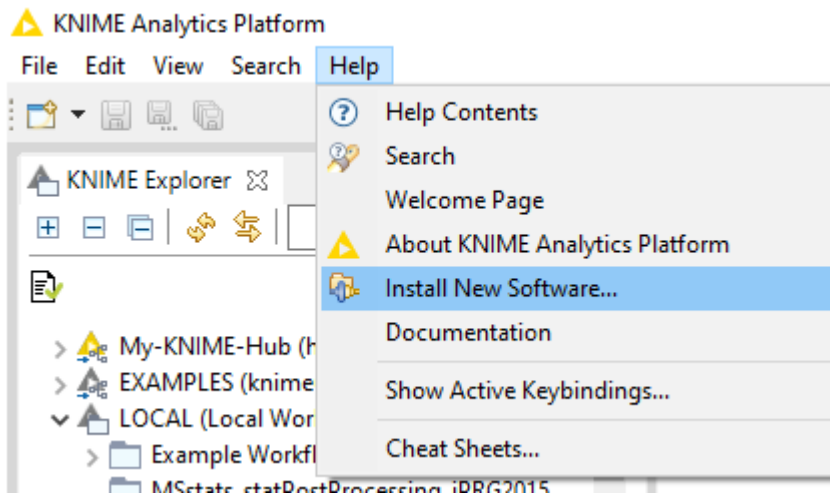 KNIME Analytics Platform
File Edit View Search Help
Help Contents
Search
Welcome Page
About KNIME Analytics Platform
Install New Software...
Documentation
Show Active Keybindings...
Cheat Sheets...
KNIME Explorer
My-KNIME-Hub (h
EXAMPLES (knime
LOCAL (Local Wor
Example Workfl
MSstats_statPostProcessing_iPRG2015